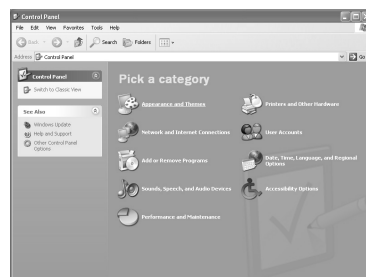 Control Panel
File Edit View Favorites Tools Help
Back Search Folders
Address Control Panel Go
Control Panel
Switch to Classic View
See Also
Windows Update
Help and Support
Other Control Panel
Options
Pick a category
Appearance and Themes
Printers and Other Hardware
Network and Internet Connections
User Accounts
Add or Remove Programs
Date, Time, Language, and Regional
Options
Sounds, Speech, and Audio Devices
Accessibility Options
Performance and Maintenance